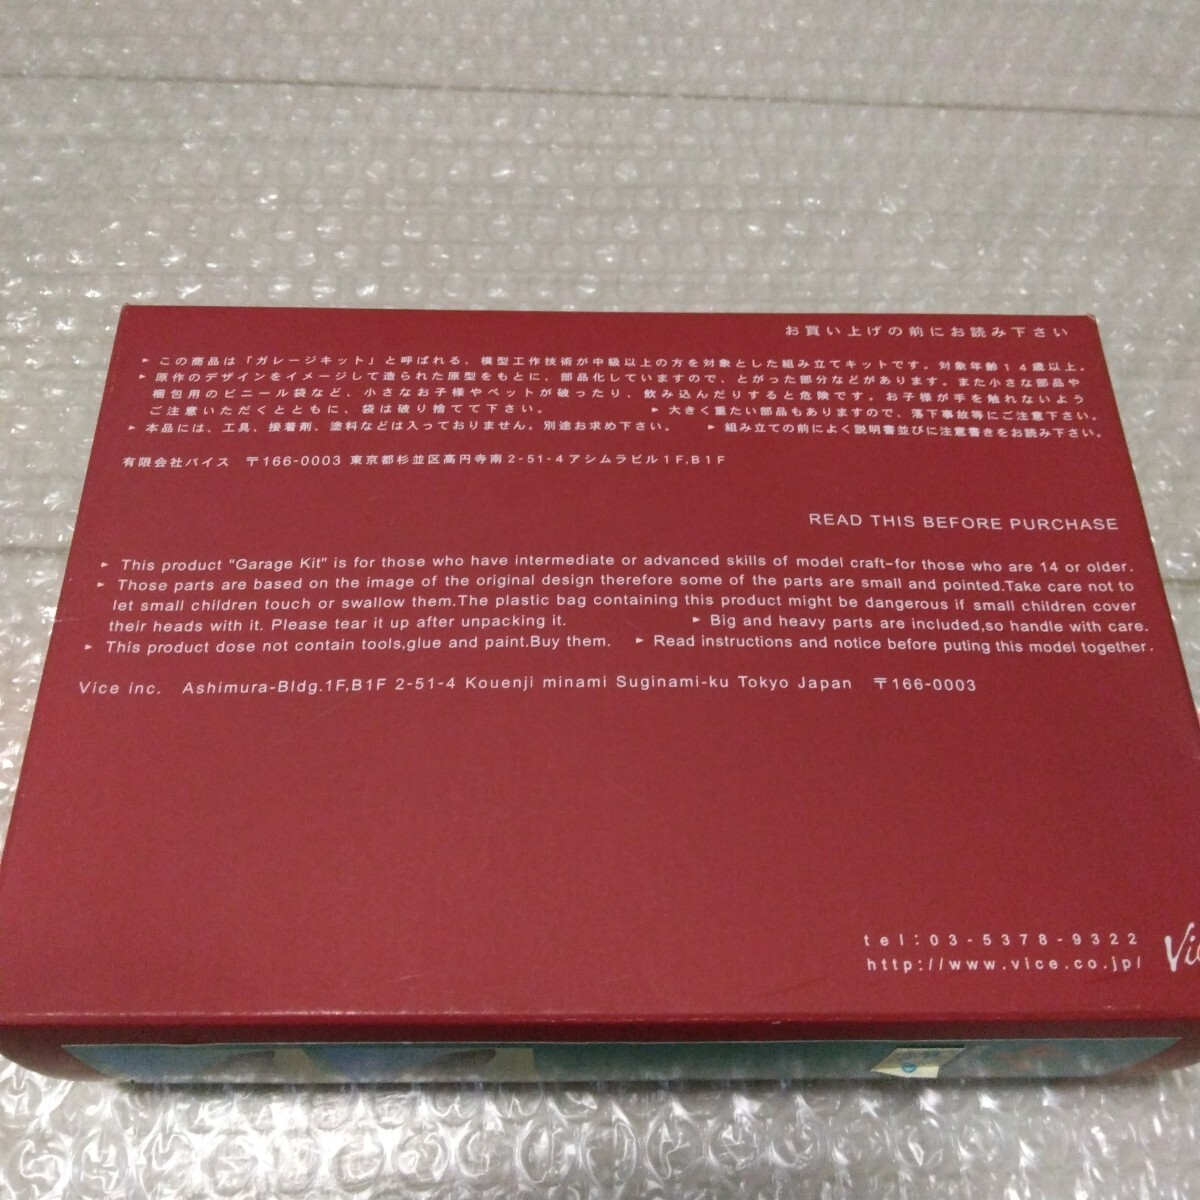 お買い上げの前にお読み下さい
► この商品は「ガレージキット」と呼ばれる、模型工作技術が中級以上の方を対象とした組み立てキットです。対象年齢１４歳以上。
► 原作のデザインをイメージして造られた原型をもとに、部品化していますので、とがった部分などがあります。また小さな部品や
梱包用のビニール袋など、小さなお子様やペットが破ったり、飲み込んだりすると危険です。お子様が手を触れないよう
ご注意いただくとともに、袋は破り捨てて下さい。 ► 大きく重たい部品もありますので、落下事故等にご注意下さい。
► 本品には、工具、接着剤、塗料などは入っておりません。別途お求め下さい。 ► 組み立ての前によく説明書並びに注意書きをお読み下さい。
有限会社バイス 〒166-0003 東京都杉並区高円寺南2-51-4アシムラビル1F,B1F
READ THIS BEFORE PURCHASE
► This product "Garage Kit" is for those who have intermediate or advanced skills of model craft-for those who are 14 or older.
► Those parts are based on the image of the original design therefore some of the parts are small and pointed.Take care not to
let small children touch or swallow them.The plastic bag containing this product might be dangerous if small children cover
their heads with it. Please tear it up after unpacking it. ► Big and heavy parts are included,so handle with care.
► This product dose not contain tools,glue and paint.Buy them. ► Read instructions and notice before puting this model together.
Vice inc. Ashimura-Bldg.1F,B1F 2-51-4 Kouenji minami Suginami-ku Tokyo Japan 〒166-0003
tel:03-5378-9322
http://www.vice.co.jp/